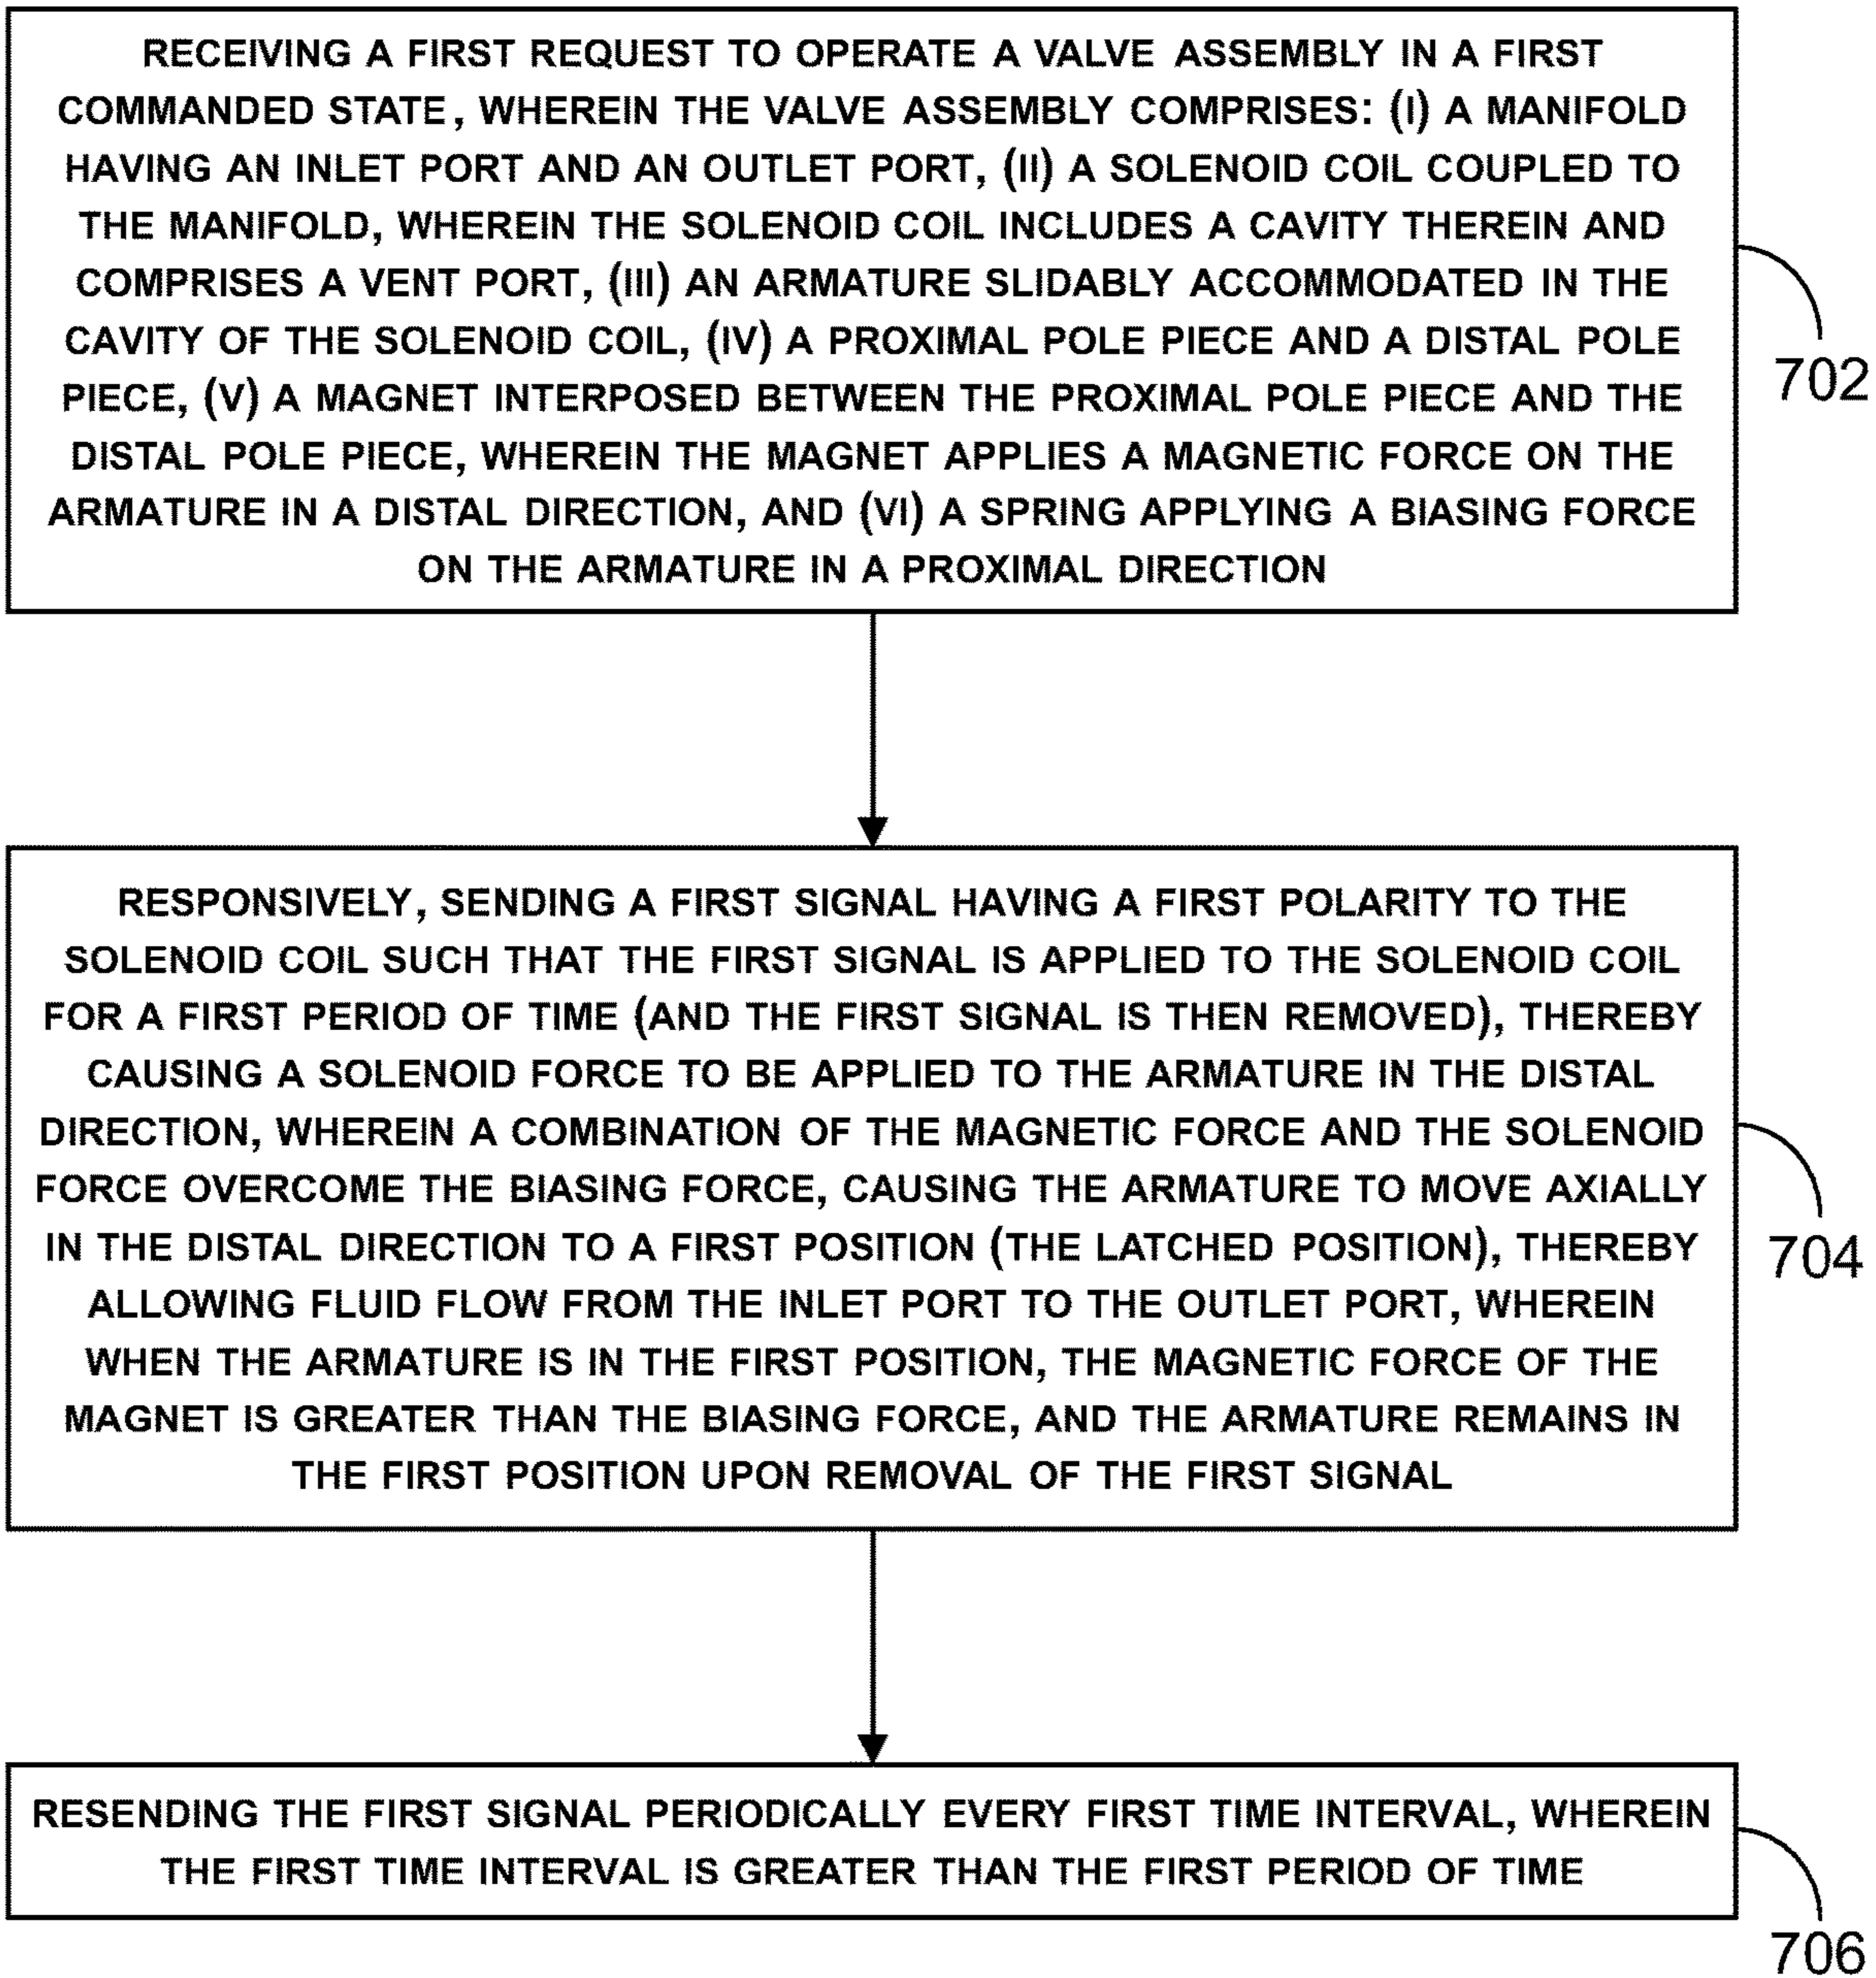 RECEIVING A FIRST REQUEST TO OPERATE A VALVE ASSEMBLY IN A FIRST
COMMANDED STATE, WHEREIN THE VALVE ASSEMBLY COMPRISES: (I) A MANIFOLD
HAVING AN INLET PORT AND AN OUTLET PORT, (II) A SOLENOID COIL COUPLED TO
THE MANIFOLD, WHEREIN THE SOLENOID COIL INCLUDES A CAVITY THEREIN AND
COMPRISES A VENT PORT, (III) AN ARMATURE SLIDABLY ACCOMMODATED IN THE
CAVITY OF THE SOLENOID COIL, (IV) A PROXIMAL POLE PIECE AND A DISTAL POLE
PIECE, (V) A MAGNET INTERPOSED BETWEEN THE PROXIMAL POLE PIECE AND THE
DISTAL POLE PIECE, WHEREIN THE MAGNET APPLIES A MAGNETIC FORCE ON THE
ARMATURE IN A DISTAL DIRECTION, AND (VI) A SPRING APPLYING A BIASING FORCE
ON THE ARMATURE IN A PROXIMAL DIRECTION
702
RESPONSIVELY, SENDING A FIRST SIGNAL HAVING A FIRST POLARITY TO THE
SOLENOID COIL SUCH THAT THE FIRST SIGNAL IS APPLIED TO THE SOLENOID COIL
FOR A FIRST PERIOD OF TIME (AND THE FIRST SIGNAL IS THEN REMOVED), THEREBY
CAUSING A SOLENOID FORCE TO BE APPLIED TO THE ARMATURE IN THE DISTAL
DIRECTION, WHEREIN A COMBINATION OF THE MAGNETIC FORCE AND THE SOLENOID
FORCE OVERCOME THE BIASING FORCE, CAUSING THE ARMATURE TO MOVE AXIALLY
IN THE DISTAL DIRECTION TO A FIRST POSITION (THE LATCHED POSITION), THEREBY
ALLOWING FLUID FLOW FROM THE INLET PORT TO THE OUTLET PORT, WHEREIN
WHEN THE ARMATURE IS IN THE FIRST POSITION, THE MAGNETIC FORCE OF THE
MAGNET IS GREATER THAN THE BIASING FORCE, AND THE ARMATURE REMAINS IN
THE FIRST POSITION UPON REMOVAL OF THE FIRST SIGNAL
704
RESENDING THE FIRST SIGNAL PERIODICALLY EVERY FIRST TIME INTERVAL, WHEREIN
THE FIRST TIME INTERVAL IS GREATER THAN THE FIRST PERIOD OF TIME
706